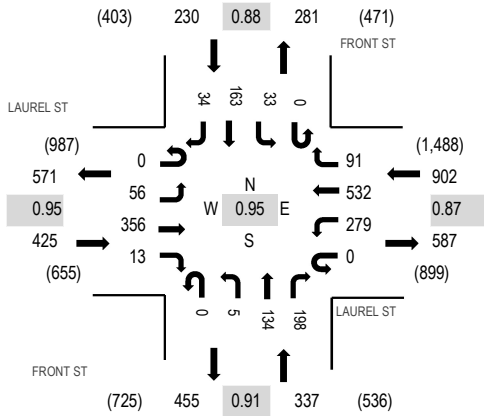 (403) 230 0.88 281 (471)
FRONT ST
34 163 33 0
LAUREL ST
(987) (1,488)
571 0 91 902
56 N 532
0.95 W 0.95 E 0.87
356 S 279
425 13 0 587
(655) (899)
0 5 134 198
LAUREL ST
FRONT ST
(725) 455 0.91 337 (536)